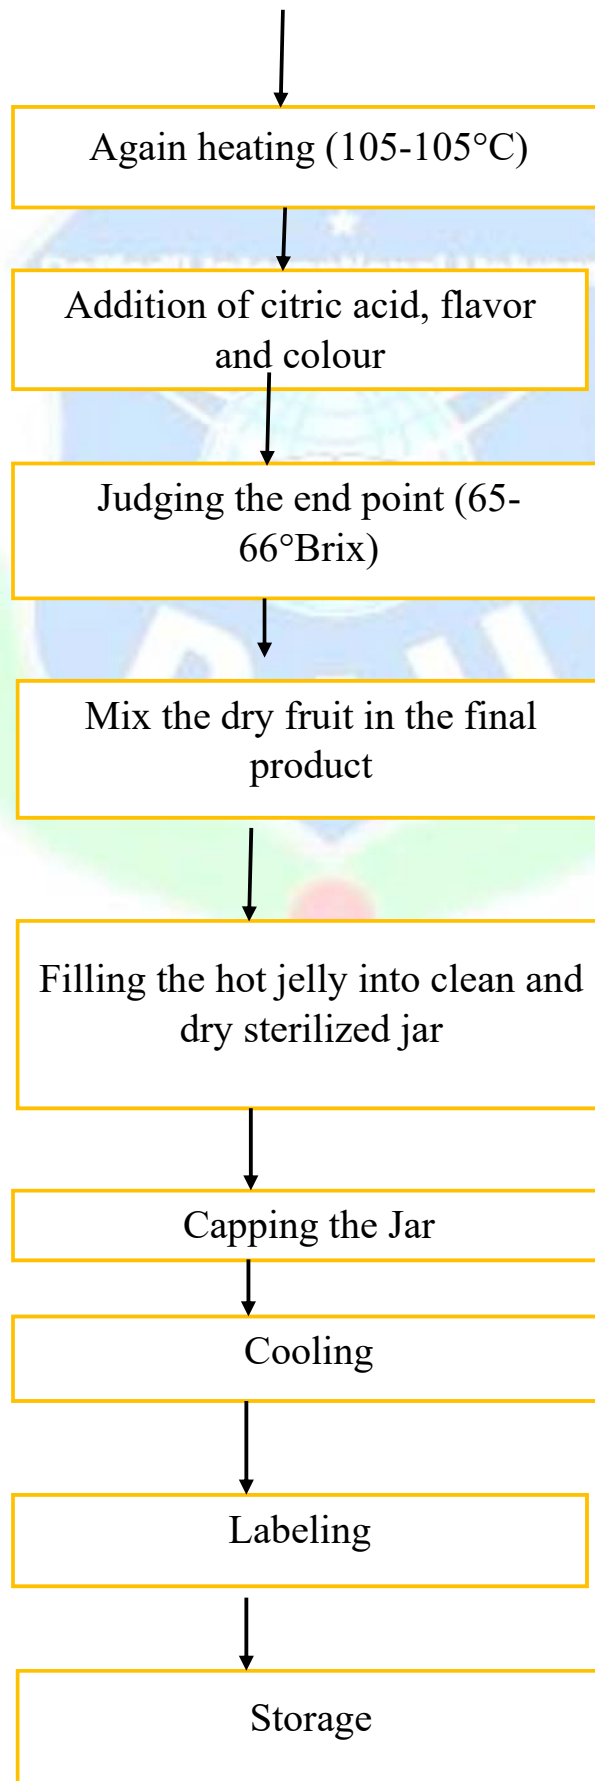 Again heating (105-105°C)
Addition of citric acid, flavor
and colour
Judging the end point (65-
66°Brix)
Mix the dry fruit in the final
product
Filling the hot jelly into clean and
dry sterilized jar
Capping the Jar
Cooling
Labeling
Storage